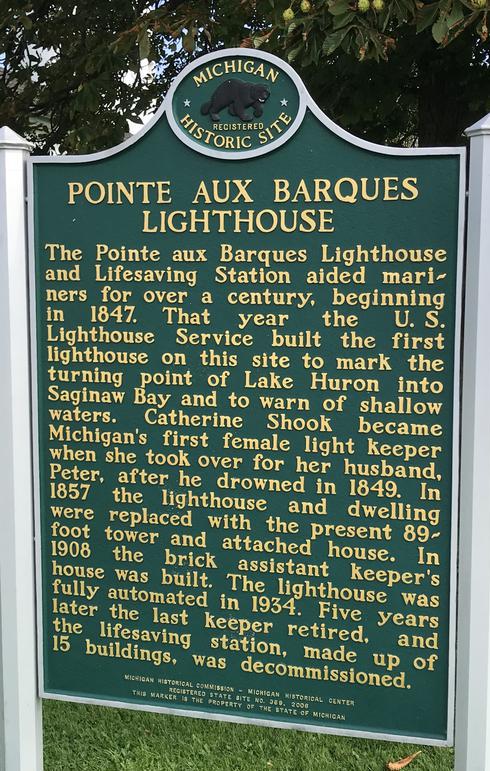 MICHIGAN
REGISTERED
HISTORIC SITE
POINTE AUX BARQUES
LIGHTHOUSE
The Pointe aux Barques Lighthouse
and Lifesaving Station aided mari-
ners for over a century, beginning
in 1847. That year the U. S.
Lighthouse Service built the first
lighthouse on this site to mark the
turning point of Lake Huron into
Saginaw Bay and to warn of shallow
waters. Catherine Shook became
Michigan's first female light keeper
when she took over for her husband,
Peter, after he drowned in 1849. In
1857 the lighthouse and dwelling
were replaced with the present 89-
foot tower and attached house. In
1908 the brick assistant keeper's
house was built. The lighthouse was
fully automated in 1934. Five years
later the last keeper retired, and
the lifesaving station, made up of
15 buildings, was decommissioned.
MICHIGAN HISTORICAL COMMISSION – MICHIGAN HISTORICAL CENTER
REGISTERED STATE SITE NO. 369, 2006
THIS MARKER IS THE PROPERTY OF THE STATE OF MICHIGAN